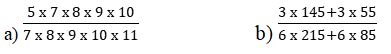 a) 5 x 7 x 8 x 9 x 10 / 7 x 8 x 9 x 10 x 11
b) 3 x 145+3 x 55 / 6 x 215+6 x 85